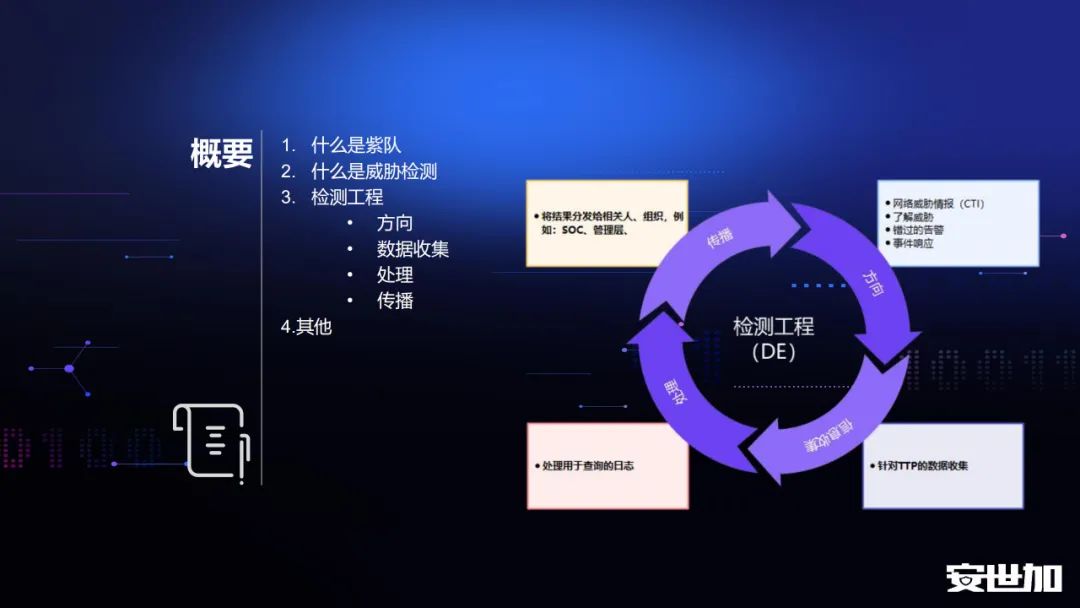 概要
1. 什么是紫队
2. 什么是威胁检测
3. 检测工程
• 方向
• 数据收集
• 处理
• 传播
4.其他
• 将结果分发给相关人、组织，例
如：SOC、管理层、
• 网络威胁情报（CTI）
• 了解威胁
• 错过的告警
• 事件响应
传播
方向
检测工程
（DE）
处理
信息收集
• 处理用于查询的日志
• 针对TTP的数据收集
安世加